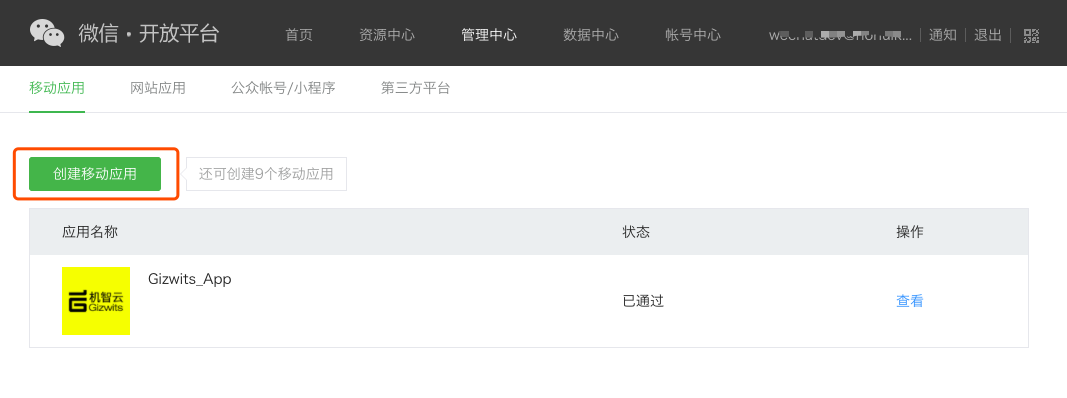 微信·开放平台
首页 资源中心 管理中心 数据中心 帐号中心 通知 退出
移动应用 网站应用 公众帐号/小程序 第三方平台
创建移动应用 还可创建9个移动应用
应用名称 状态 操作
Gizwits_App
机智云
Gizwits
已通过 查看